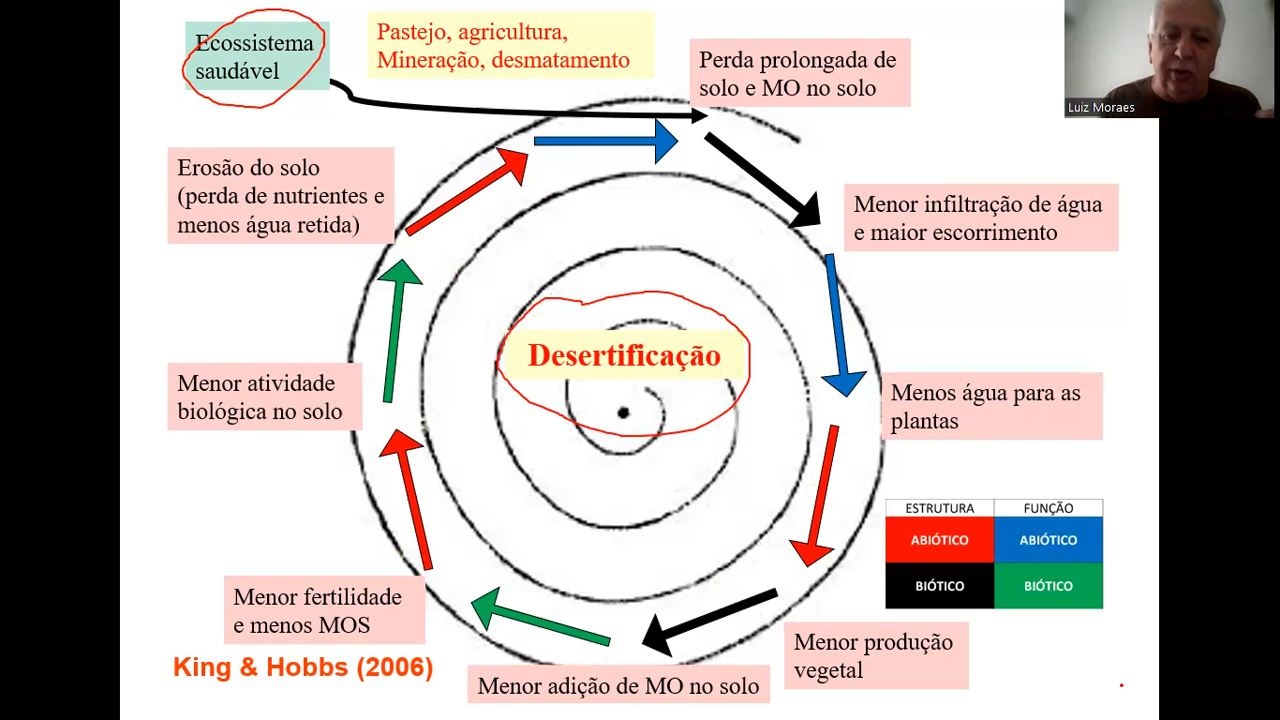 Ecossistema
saudável
Pastejo, agricultura,
Mineração, desmatamento
Perda prolongada de
solo e MO no solo
Luiz Moraes
Erosão do solo
(perda de nutrientes e
menos água retida)
Menor infiltração de água
e maior escorrimento
Desertificação
Menor atividade
biológica no solo
Menos água para as
plantas
ESTRUTURA
FUNÇÃO
ABIÓTICO
ABIÓTICO
BIÓTICO
BIÓTICO
Menor fertilidade
e menos MOS
Menor produção
vegetal
King & Hobbs (2006)
Menor adição de MO no solo